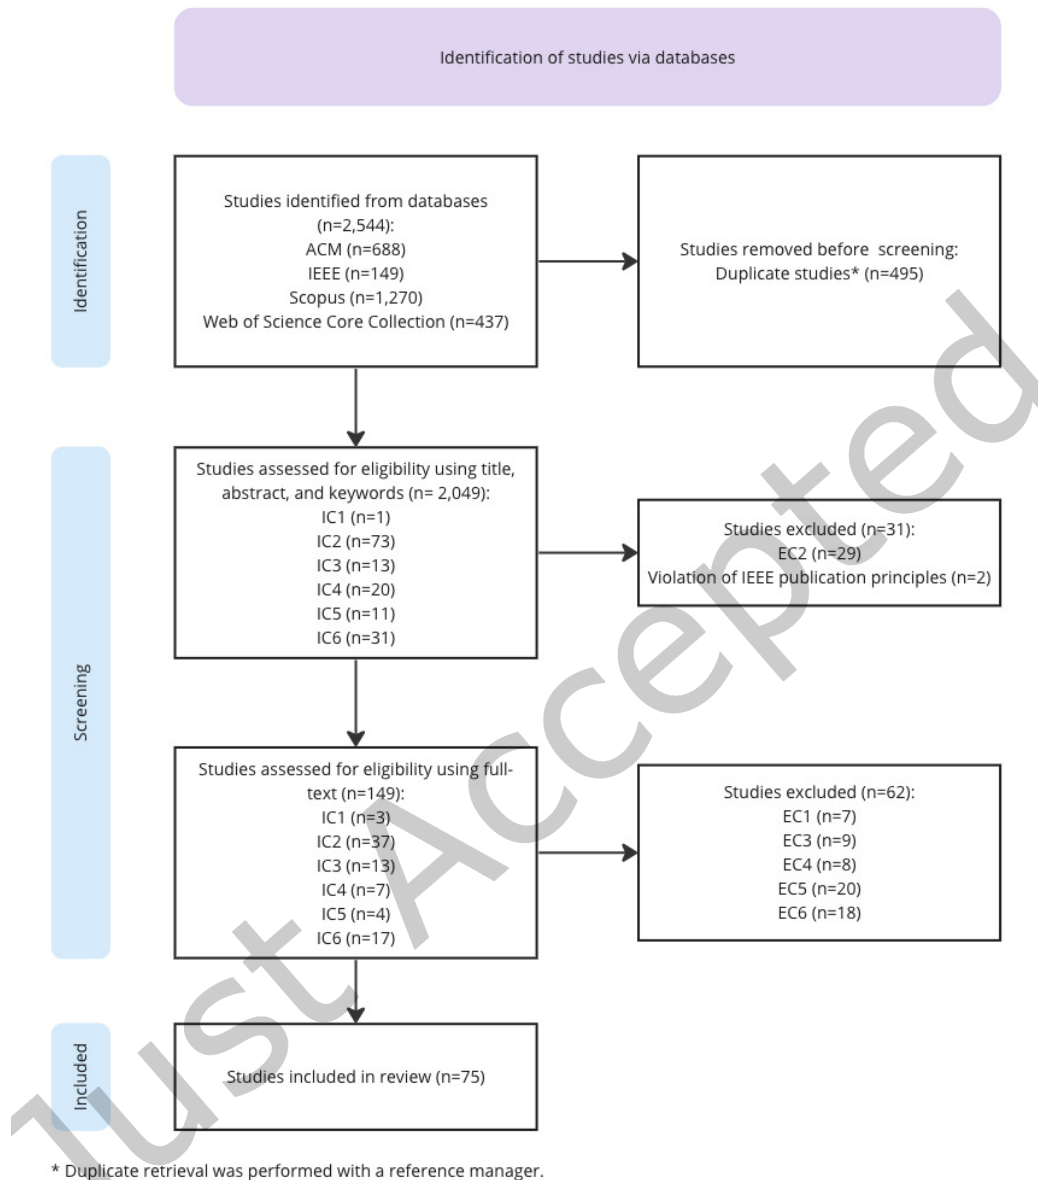 Identification of studies via databases
Identification
Studies identified from databases
(n=2,544):
ACM (n=688)
IEEE (n=149)
Scopus (n=1,270)
Web of Science Core Collection (n=437)
Studies removed before screening:
Duplicate studies* (n=495)
Screening
Studies assessed for eligibility using title,
abstract, and keywords (n= 2,049):
IC1 (n=1)
IC2 (n=73)
IC3 (n=13)
IC4 (n=20)
IC5 (n=11)
IC6 (n=31)
Studies excluded (n=31):
EC2 (n=29)
Violation of IEEE publication principles (n=2)
Studies assessed for eligibility using full-
text (n=149):
IC1 (n=3)
IC2 (n=37)
IC3 (n=13)
IC4 (n=7)
IC5 (n=4)
IC6 (n=17)
Studies excluded (n=62):
EC1 (n=7)
EC3 (n=9)
EC4 (n=8)
EC5 (n=20)
EC6 (n=18)
Included
Studies included in review (n=75)
* Duplicate retrieval was performed with a reference manager.
Just Accepted